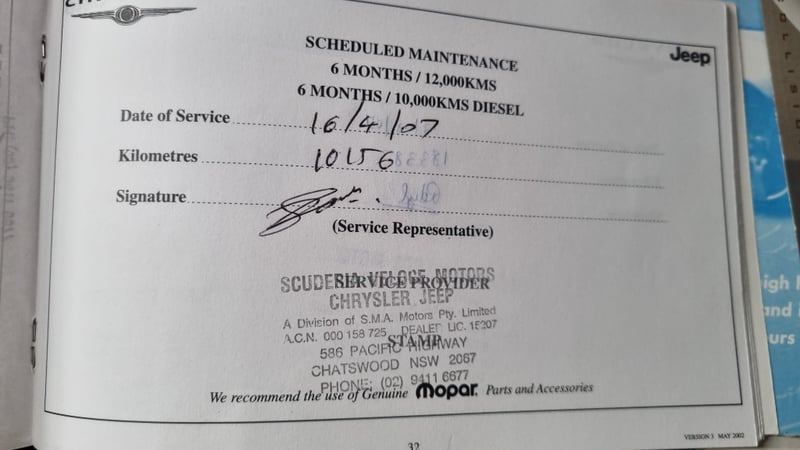 Jeep
SCHEDULED MAINTENANCE
6 MONTHS / 12,000KMS
6 MONTHS / 10,000KMS DIESEL
Date of Service 16/4/07
Kilometres 10156
Signature
(Service Representative)
SCUDERIA VELOCE MOTORS
SERVICE PROVIDER
CHRYSLER JEEP
A Division of S.M.A. Motors Pty. Limited
A.C.N. 000 158 725 DEALER LIC. 15207
STAMP
586 PACIFIC HIGHWAY
CHATSWOOD NSW 2067
PHONE: (02) 9411 6677
We recommend the use of Genuine Mopar Parts and Accessories
32
VERSION 3 MAY 2002